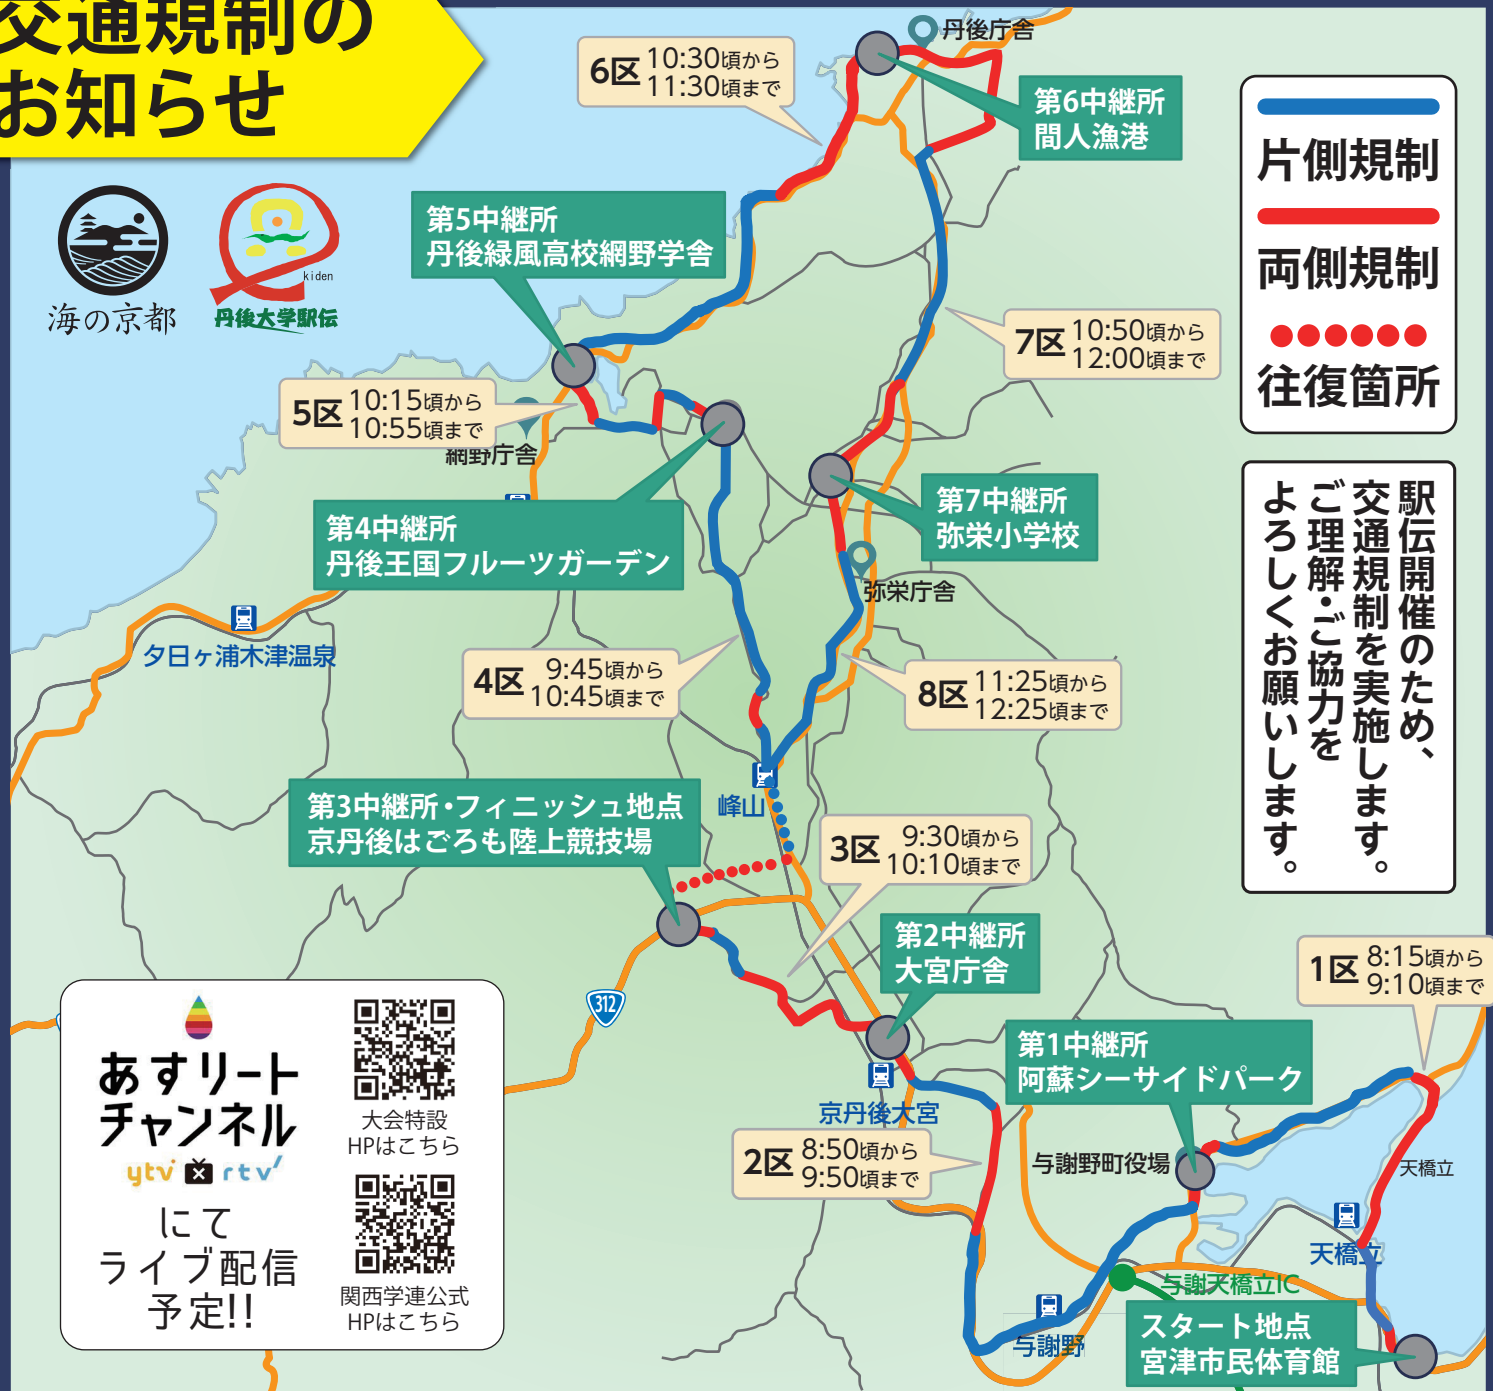 交通規制の
お知らせ
海の京都
kiden
丹後大学駅伝
6区 10:30頃から
11:30頃まで
丹後庁舎
第6中継所
間人漁港
片側規制
両側規制
往復箇所
第5中継所
丹後緑風高校網野学舎
7区 10:50頃から
12:00頃まで
5区 10:15頃から
10:55頃まで
網野庁舎
第4中継所
丹後王国フルーツガーデン
第7中継所
弥栄小学校
弥栄庁舎
駅伝開催のため、
交通規制を実施します。
ご理解・ご協力を
よろしくお願いします。
夕日ヶ浦木津温泉
4区 9:45頃から
10:45頃まで
8区 11:25頃から
12:25頃まで
峰山
第3中継所・フィニッシュ地点
京丹後はごろも陸上競技場
3区 9:30頃から
10:10頃まで
第2中継所
大宮庁舎
1区 8:15頃から
9:10頃まで
312
第1中継所
阿蘇シーサイドパーク
京丹後大宮
2区 8:50頃から
9:50頃まで
与謝野町役場
天橋立
天橋立
与謝天橋立IC
与謝野
スタート地点
宮津市民体育館
あすリート
チャンネル
ytv rtv
にて
ライブ配信
予定!!
大会特設
HPはこちら
関西学連公式
HPはこちら